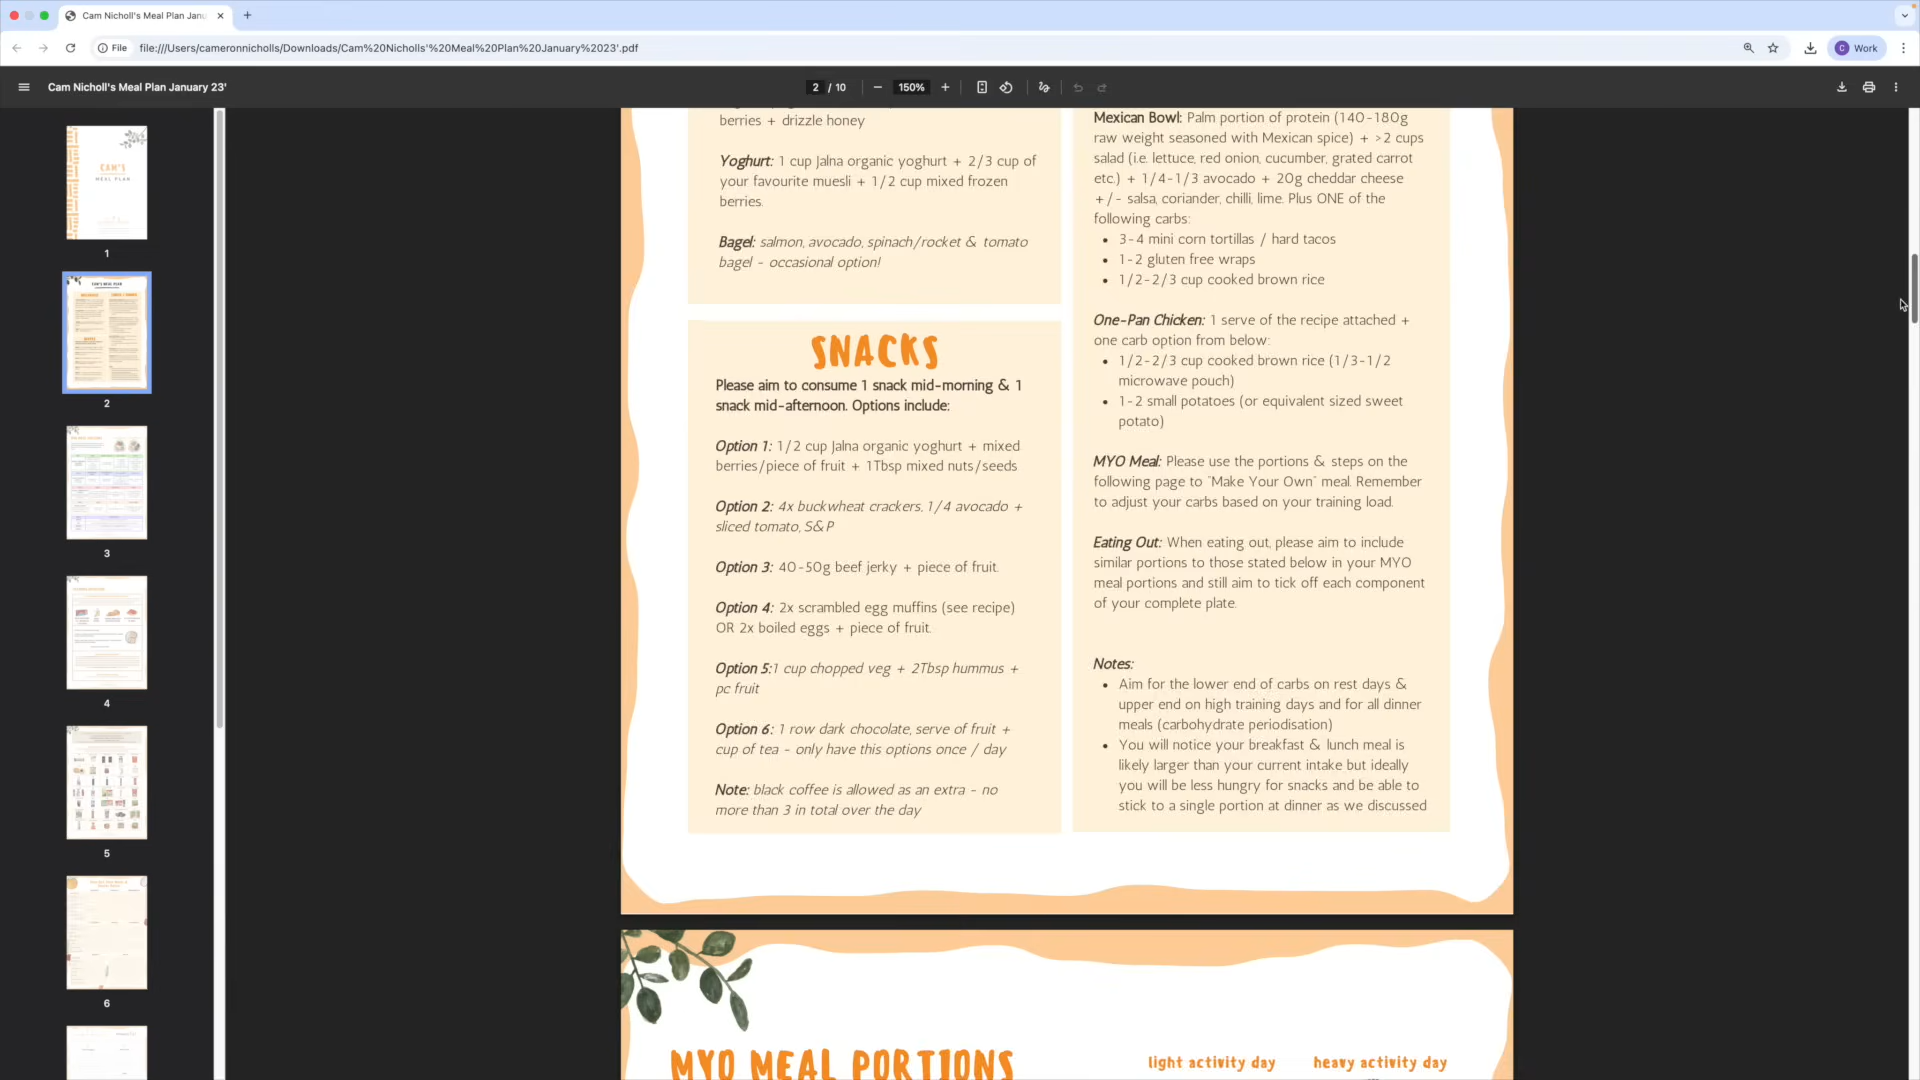 Cam Nicholl's Meal Plan Janu
File
file:///Users/cameronnicholls/Downloads/Cam%20Nicholls'%20Meal%20Plan%20January%2023'.pdf
C
Work
Cam Nicholl's Meal Plan January 23'
2 / 10
150%
CAM'S
MEAL PLAN
1
2
3
4
5
6
berries + drizzle honey
Yoghurt: 1 cup Jalna organic yoghurt + 2/3 cup of
your favourite muesli + 1/2 cup mixed frozen
berries.
Bagel: salmon, avocado, spinach/rocket & tomato
bagel - occasional option!
SNACKS
Please aim to consume 1 snack mid-morning & 1
snack mid-afternoon. Options include:
Option 1: 1/2 cup Jalna organic yoghurt + mixed
berries/piece of fruit + 1Tbsp mixed nuts/seeds
Option 2: 4x buckwheat crackers, 1/4 avocado +
sliced tomato, S&P
Option 3: 40-50g beef jerky + piece of fruit.
Option 4: 2x scrambled egg muffins (see recipe)
OR 2x boiled eggs + piece of fruit.
Option 5:1 cup chopped veg + 2Tbsp hummus +
pc fruit
Option 6: 1 row dark chocolate, serve of fruit +
cup of tea - only have this options once / day
Note: black coffee is allowed as an extra - no
more than 3 in total over the day
Mexican Bowl: Palm portion of protein (140-180g
raw weight seasoned with Mexican spice) + >2 cups
salad (i.e. lettuce, red onion, cucumber, grated carrot
etc.) + 1/4-1/3 avocado + 20g cheddar cheese
+/- salsa, coriander, chilli, lime. Plus ONE of the
following carbs:
• 3-4 mini corn tortillas / hard tacos
• 1-2 gluten free wraps
• 1/2-2/3 cup cooked brown rice
One-Pan Chicken: 1 serve of the recipe attached +
one carb option from below:
• 1/2-2/3 cup cooked brown rice (1/3-1/2
microwave pouch)
• 1-2 small potatoes (or equivalent sized sweet
potato)
MYO Meal: Please use the portions & steps on the
following page to "Make Your Own" meal. Remember
to adjust your carbs based on your training load.
Eating Out: When eating out, please aim to include
similar portions to those stated below in your MYO
meal portions and still aim to tick off each component
of your complete plate.
Notes:
• Aim for the lower end of carbs on rest days &
upper end on high training days and for all dinner
meals (carbohydrate periodisation)
• You will notice your breakfast & lunch meal is
likely larger than your current intake but ideally
you will be less hungry for snacks and be able to
stick to a single portion at dinner as we discussed
MYO MEAL PORTIONS
light activity day
heavy activity day